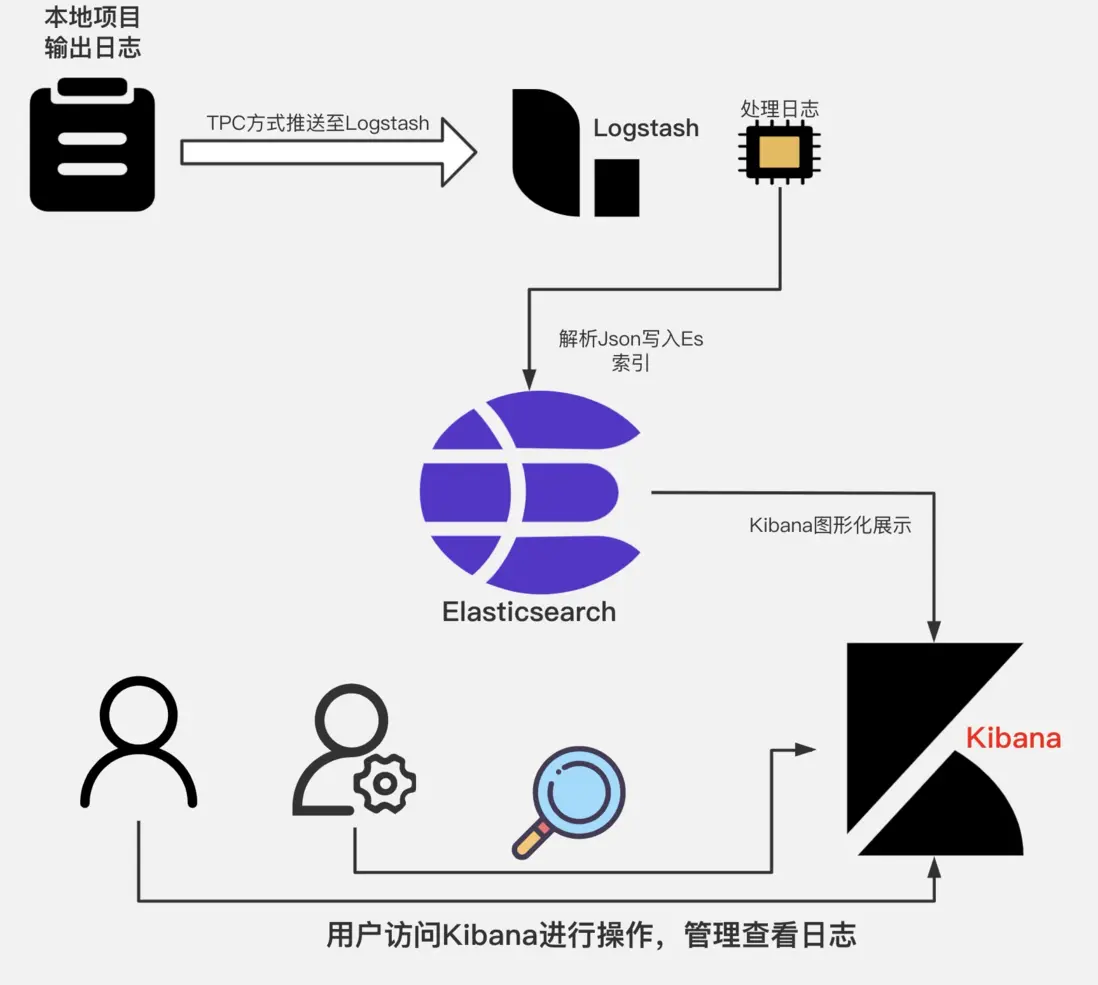 本地项目
输出日志
TPC方式推送至Logstash
Logstash
处理日志
解析Json写入Es
索引
Elasticsearch
Kibana图形化展示
Kibana
用户访问Kibana进行操作，管理查看日志